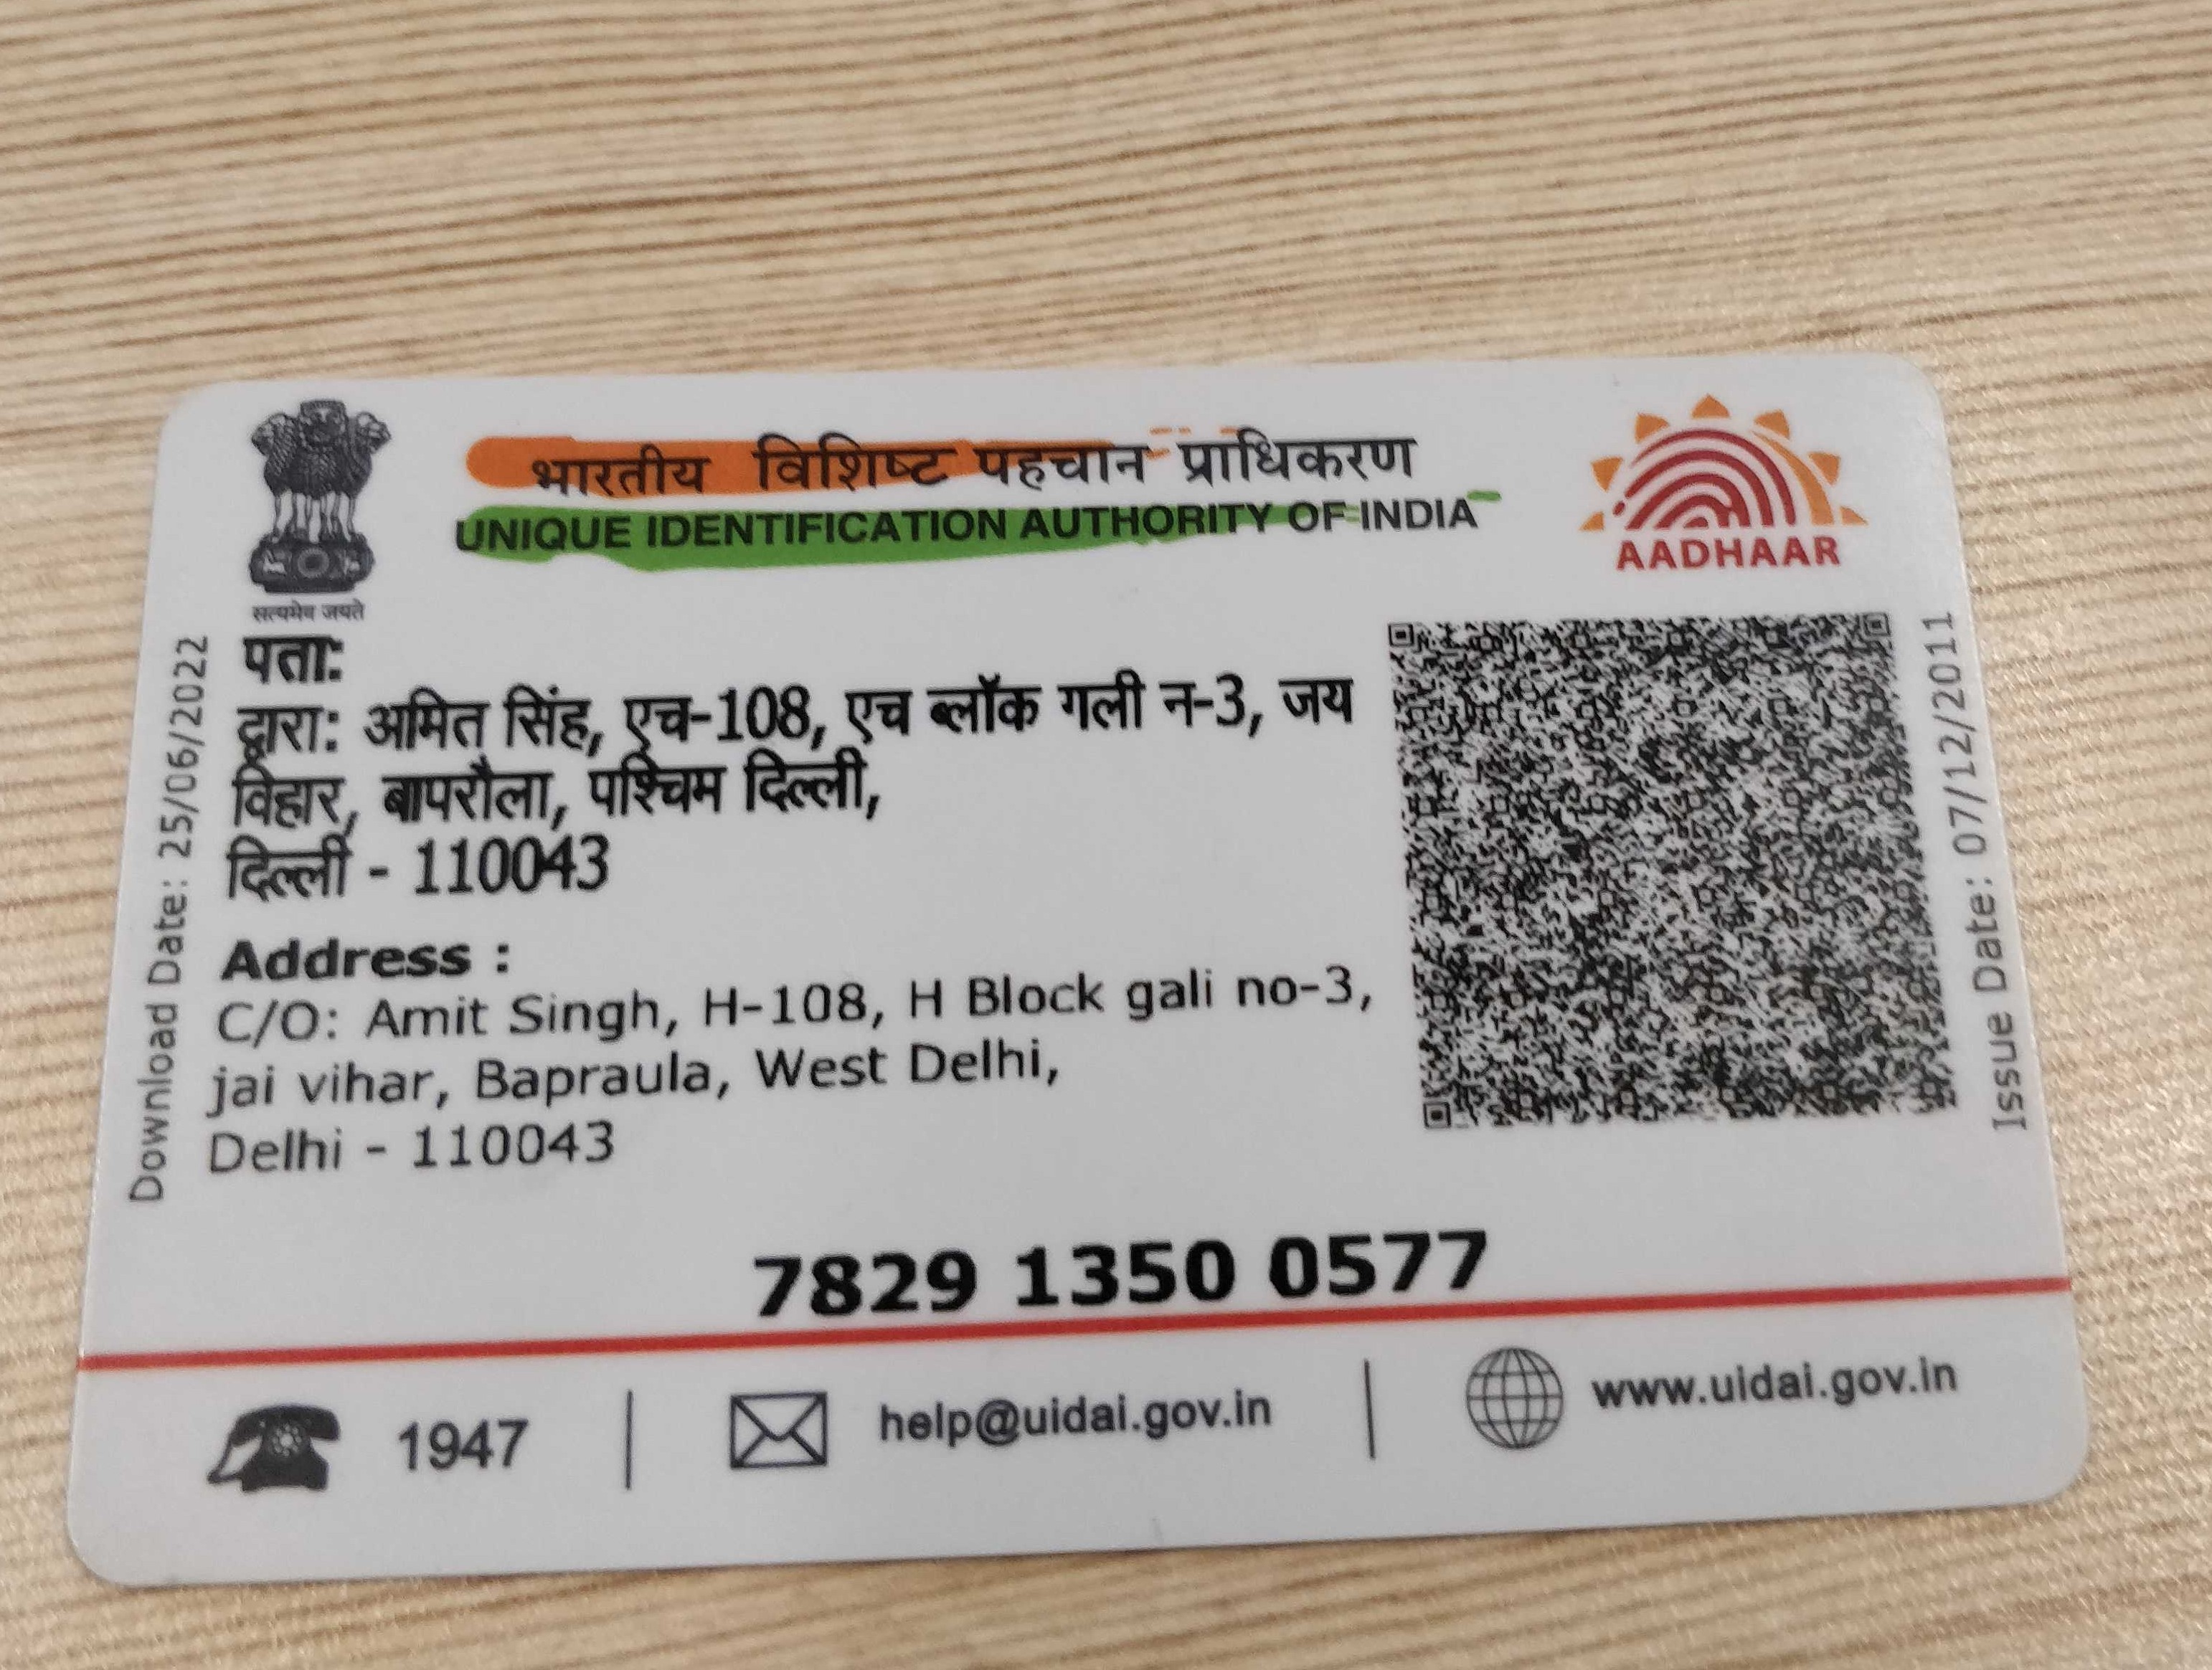 भारतीय विशिष्ट पहचान प्राधिकरण
UNIQUE IDENTIFICATION AUTHORITY OF INDIA
AADHAAR
सत्यमेव जयते
Download Date: 25/06/2022
पता:
द्वारा: अमित सिंह, एच-108, एच ब्लॉक गली न-3, जय
विहार, बापरौला, पश्चिम दिल्ली,
दिल्ली - 110043
Address :
C/O: Amit Singh, H-108, H Block gali no-3,
jai vihar, Bapraula, West Delhi,
Delhi - 110043
Issue Date: 07/12/2011
7829 1350 0577
1947
help@uidai.gov.in
www.uidai.gov.in